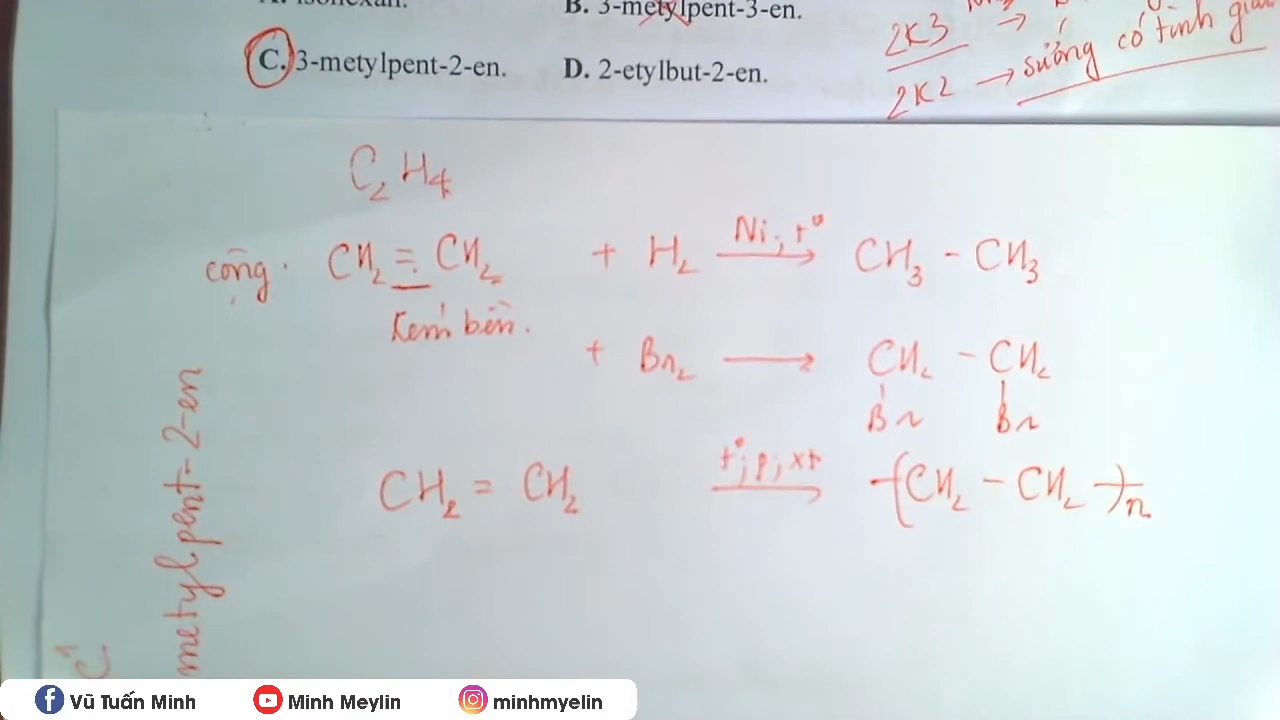 B. 3-metylpent-3-en.
C. 3-metylpent-2-en. D. 2-etylbut-2-en.
2K3 →
2K2 → sướng có tình
C₂H₄
cộng. CH₂ = CH₂ + H₂ Ni, t° → CH₃ - CH₃
Kém bền.
+ Br₂ → CH₂ - CH₂
Br Br
CH₂ = CH₂ t°, p, xt → -(CH₂ - CH₂)-n
metylpent-2-en
Vũ Tuấn Minh Minh Meylin minhmyelin